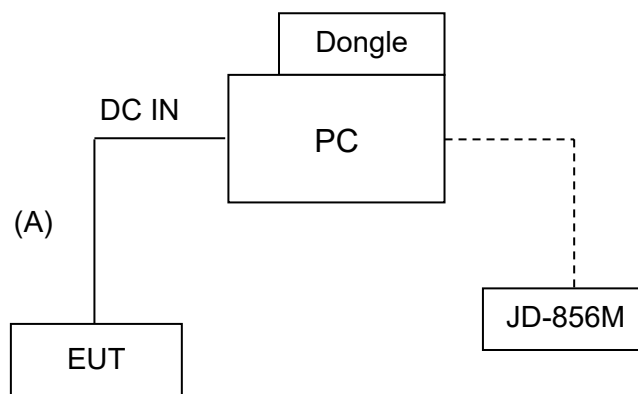 Dongle
DC IN
PC
(A)
JD-856M
EUT